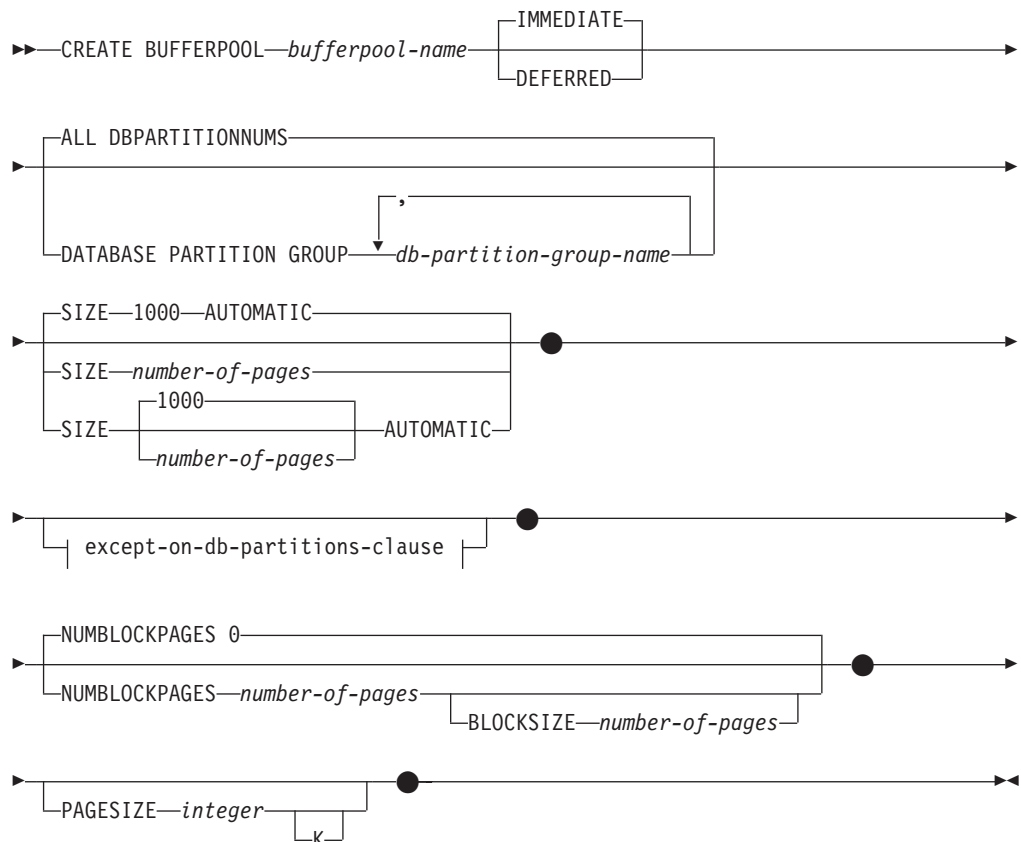 IMMEDIATE
CREATE BUFFERPOOL bufferpool-name
DEFERRED
ALL DBPARTITIONNUMS
,
DATABASE PARTITION GROUP db-partition-group-name
SIZE 1000 AUTOMATIC
SIZE number-of-pages
1000
SIZE AUTOMATIC
number-of-pages
except-on-db-partitions-clause
NUMBLOCKPAGES 0
NUMBLOCKPAGES number-of-pages
BLOCKSIZE number-of-pages
PAGESIZE integer
K